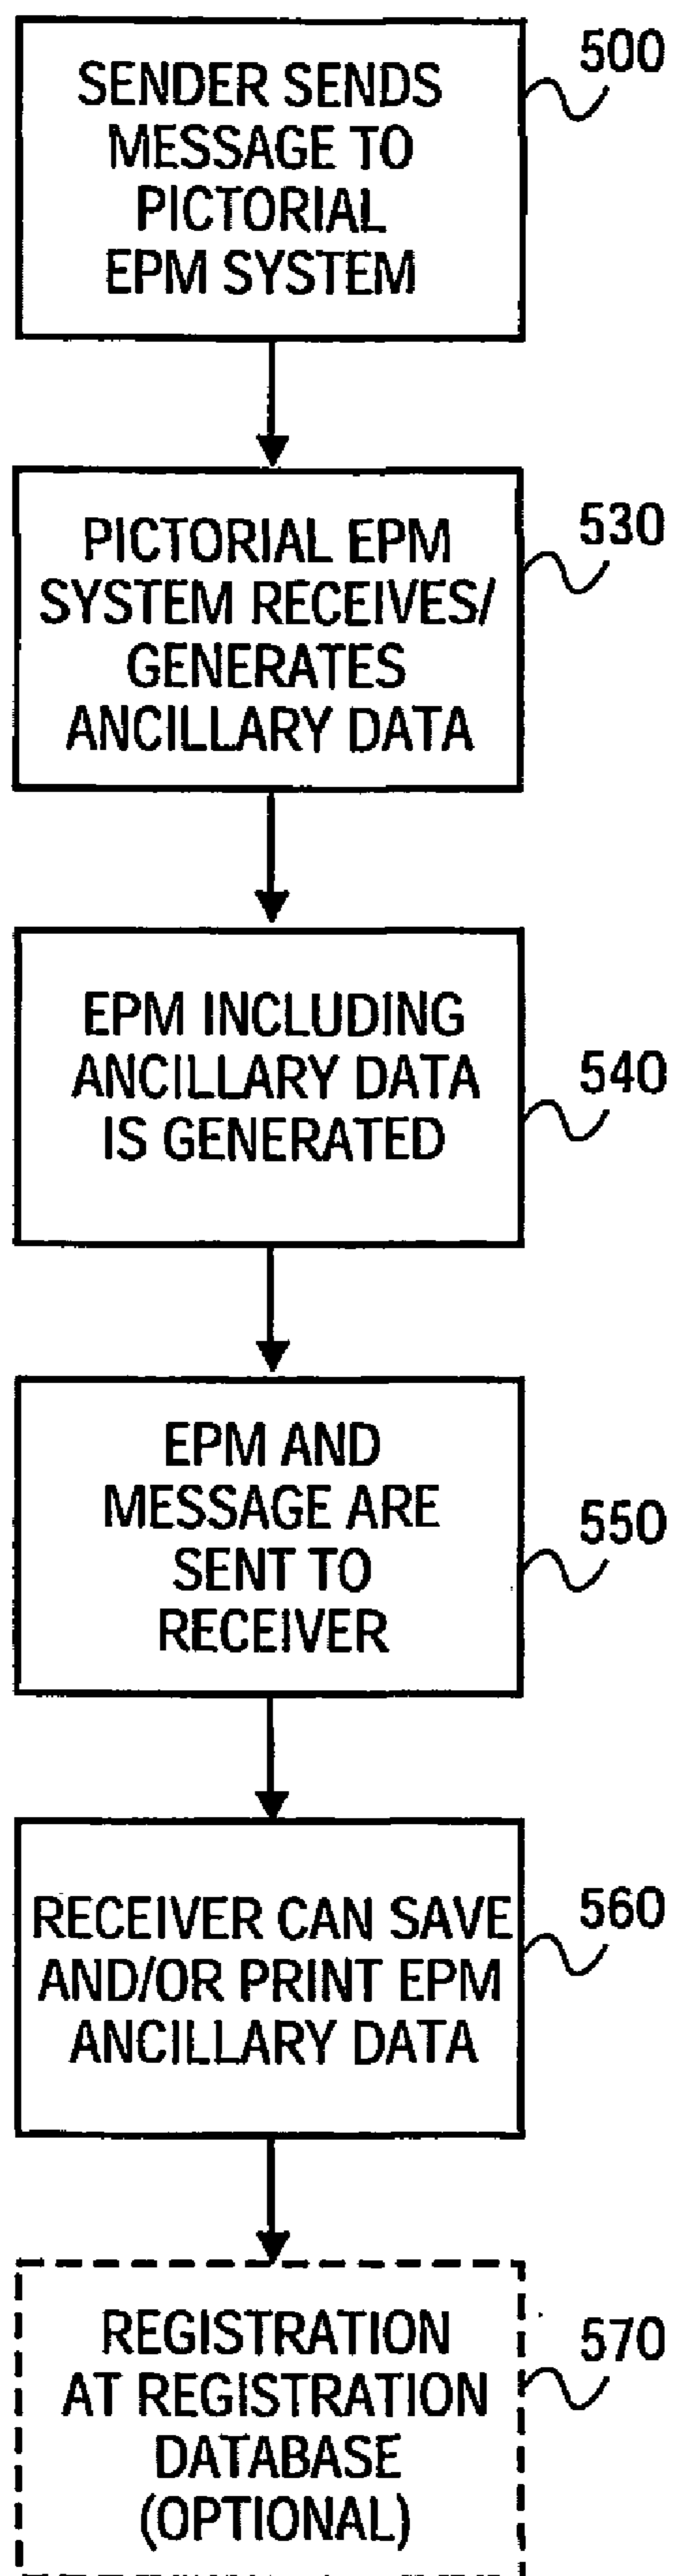 500
SENDER SENDS
MESSAGE TO
PICTORIAL
EPM SYSTEM
530
PICTORIAL EPM
SYSTEM RECEIVES/
GENERATES
ANCILLARY DATA
540
EPM INCLUDING
ANCILLARY DATA
IS GENERATED
550
EPM AND
MESSAGE ARE
SENT TO
RECEIVER
560
RECEIVER CAN SAVE
AND/OR PRINT EPM
ANCILLARY DATA
570
REGISTRATION
AT REGISTRATION
DATABASE
(OPTIONAL)